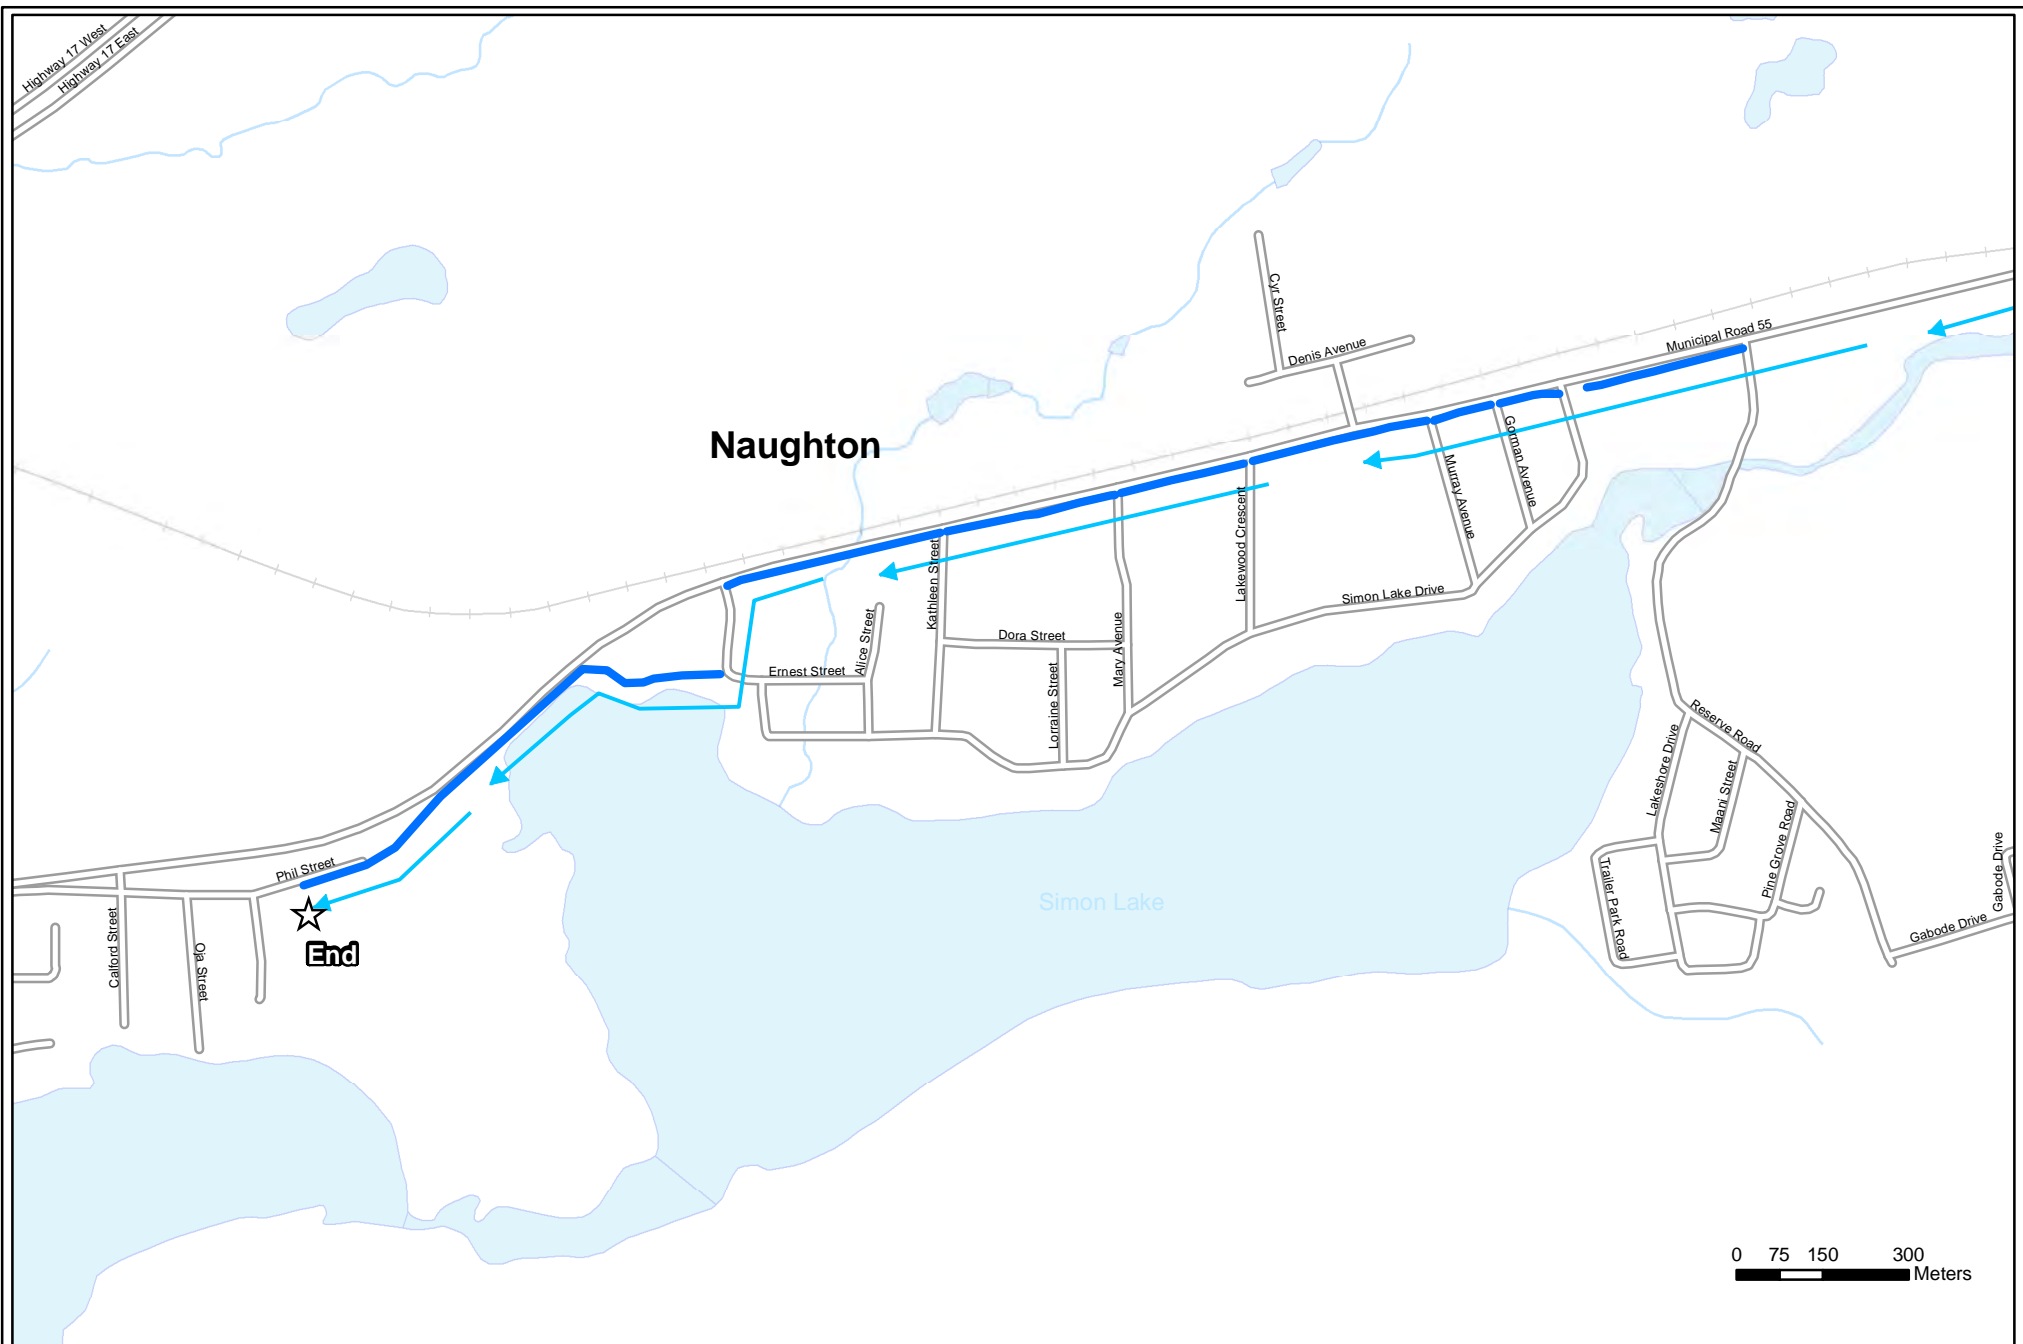 Highway 17 West
Highway 17 East
Cyr Street
Denis Avenue
Municipal Road 55
Naughton
Gorman Avenue
Murray Avenue
Lakewood Crescent
Kathleen Street
Simon Lake Drive
Alice Street
Dora Street
Mary Avenue
Ernest Street
Lorraine Street
Reserve Road
Lakeshore Drive
Maani Street
Pine Grove Road
Trailer Park Road
Gabode Drive
Gabode Drive
Phil Street
Simon Lake
Calford Street
Oja Street
End
0 75 150 300
Meters